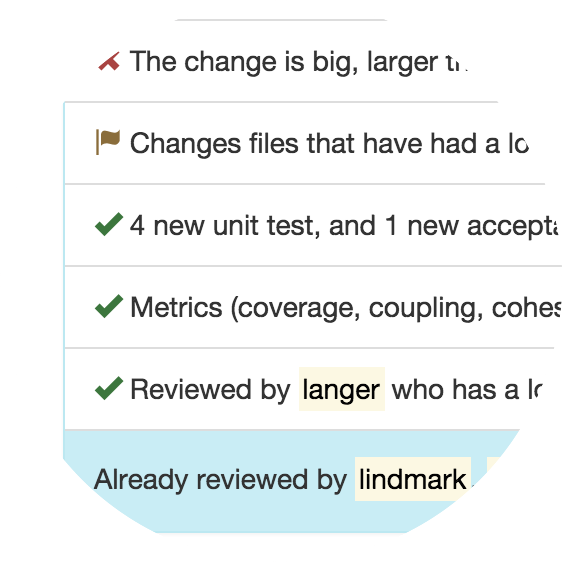 The change is big, larger
Changes files that have had a
4 new unit test, and 1 new
Metrics (coverage, coupling,
Reviewed by langer who has a
Already reviewed by lindmark